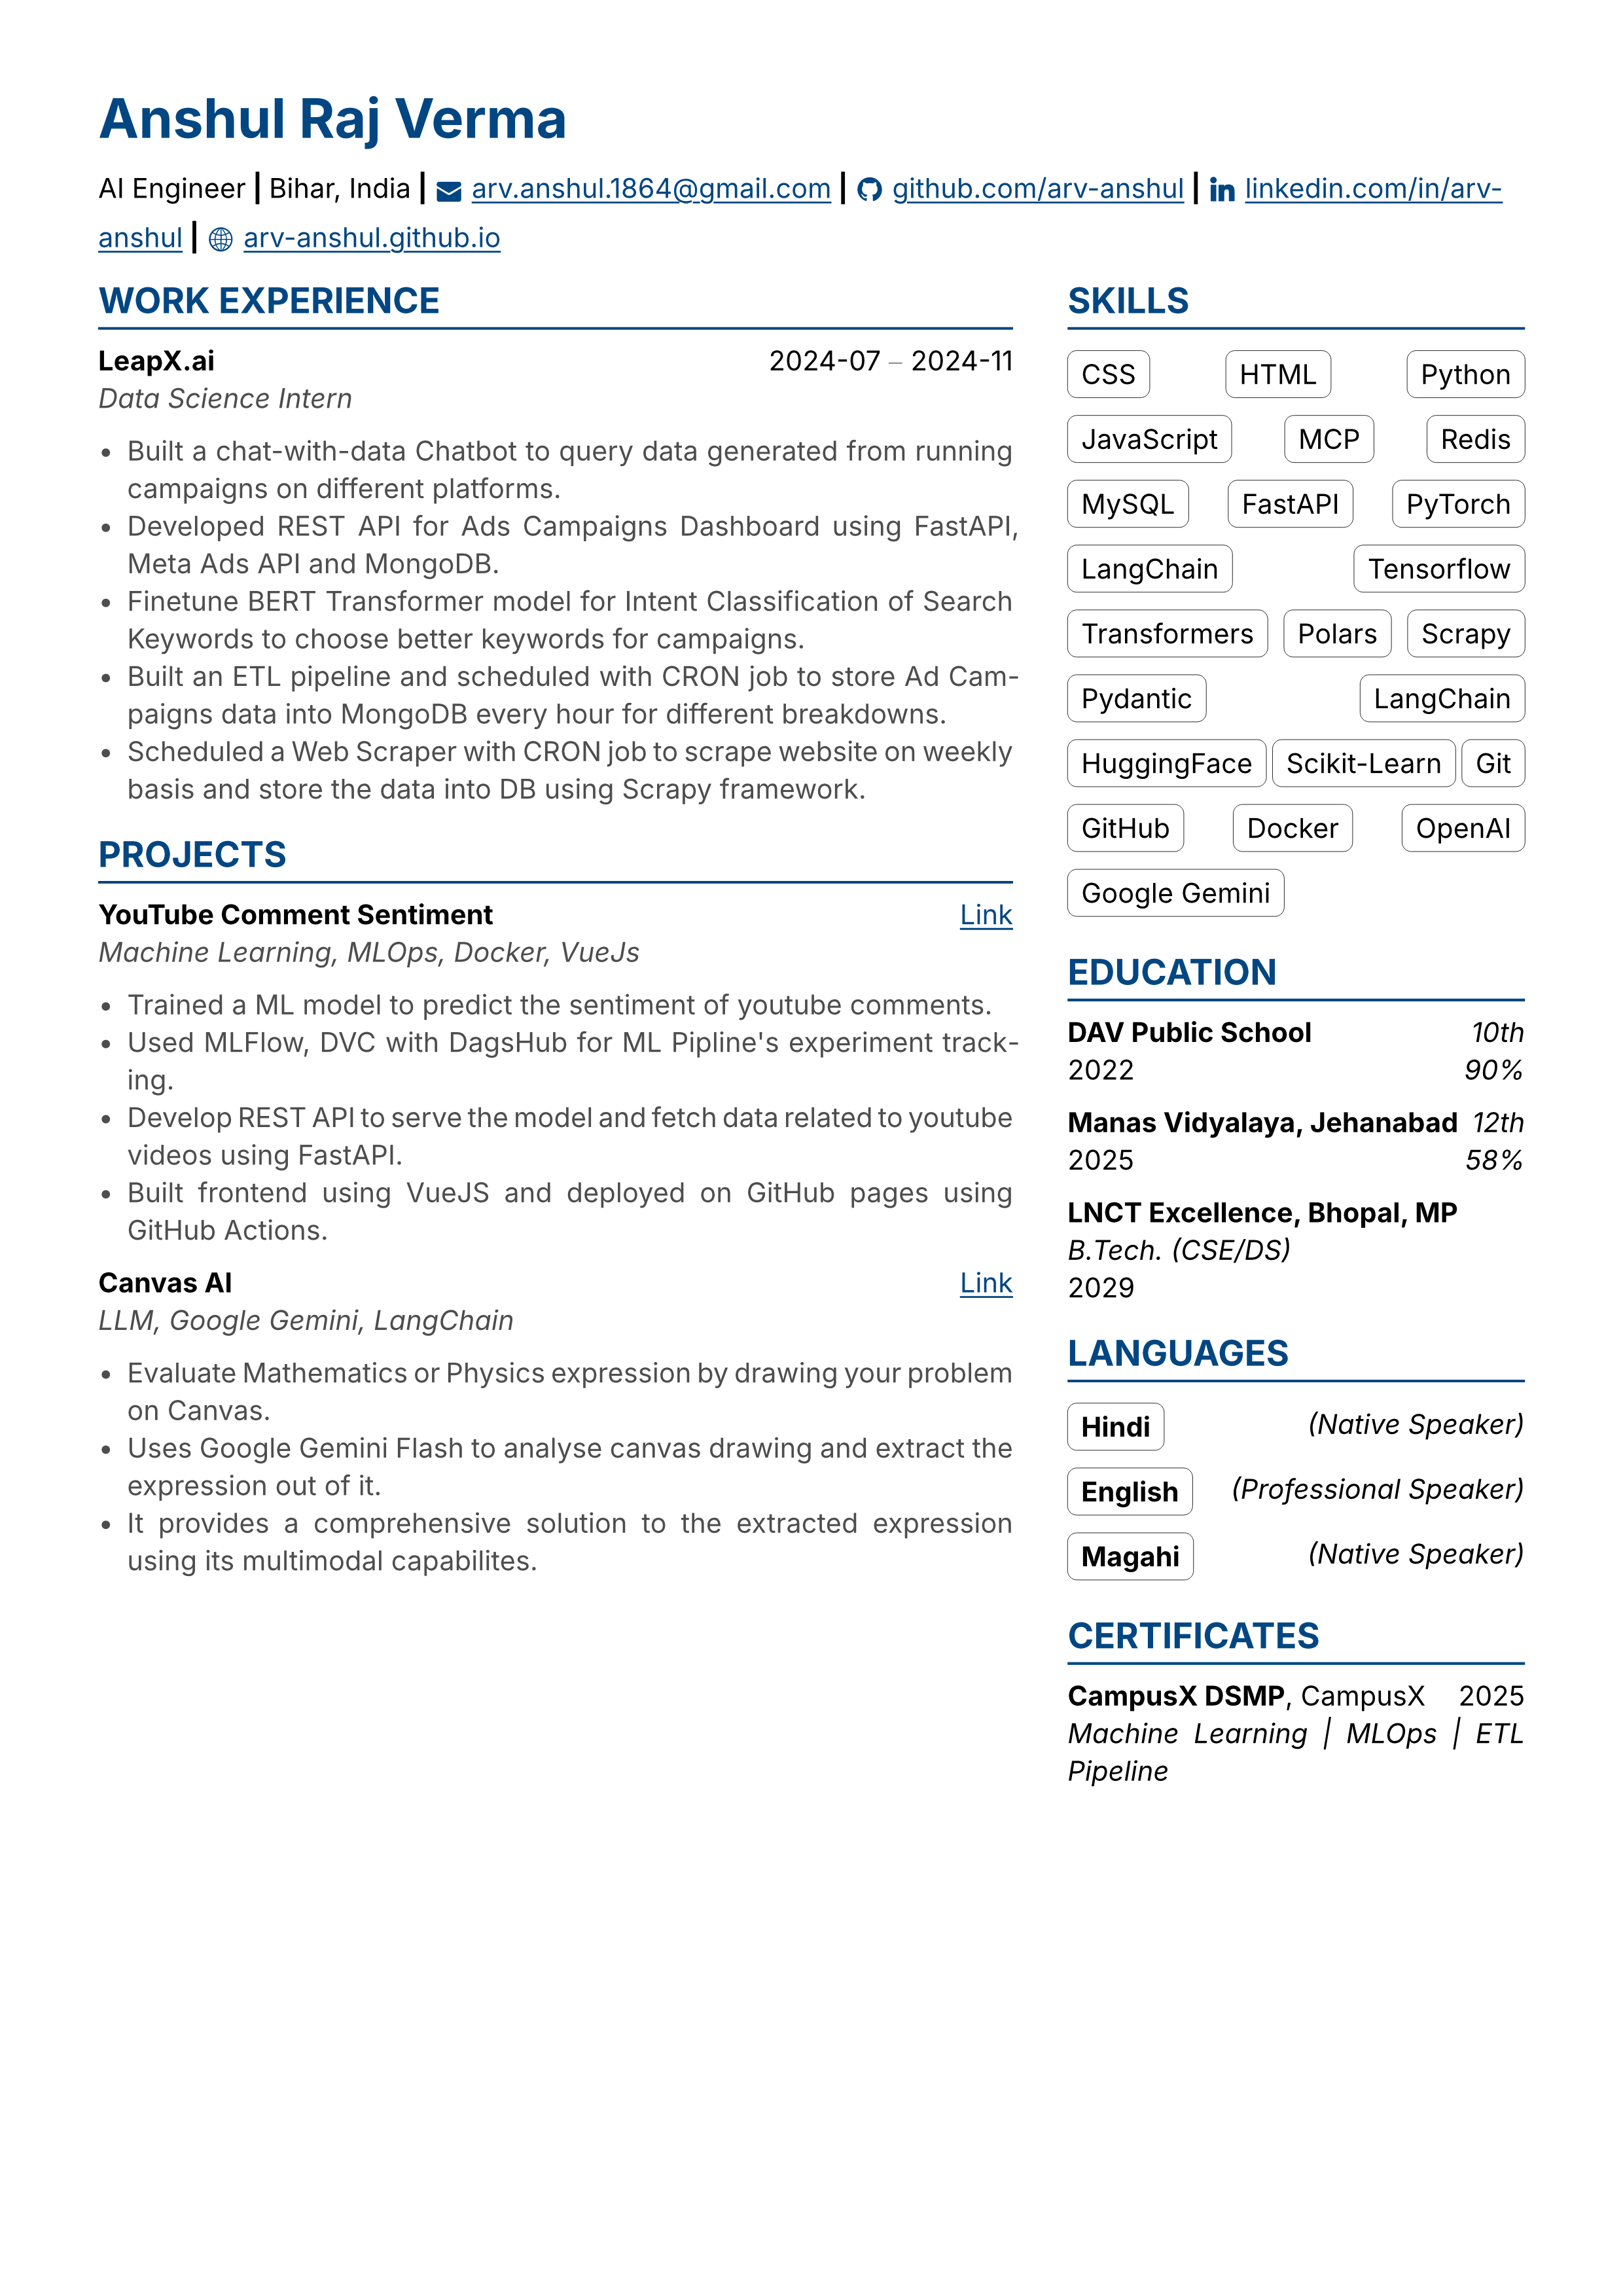 Anshul Raj Verma
AI Engineer | Bihar, India | arv.anshul.1864@gmail.com | github.com/arv-anshul | linkedin.com/in/arv-
anshul | arv-anshul.github.io
WORK EXPERIENCE
LeapX.ai 2024-07 – 2024-11
Data Science Intern
• Built a chat-with-data Chatbot to query data generated from running
campaigns on different platforms.
• Developed REST API for Ads Campaigns Dashboard using FastAPI,
Meta Ads API and MongoDB.
• Finetune BERT Transformer model for Intent Classification of Search
Keywords to choose better keywords for campaigns.
• Built an ETL pipeline and scheduled with CRON job to store Ad Cam-
paigns data into MongoDB every hour for different breakdowns.
• Scheduled a Web Scraper with CRON job to scrape website on weekly
basis and store the data into DB using Scrapy framework.
PROJECTS
YouTube Comment Sentiment Link
Machine Learning, MLOps, Docker, VueJs
• Trained a ML model to predict the sentiment of youtube comments.
• Used MLFlow, DVC with DagsHub for ML Pipline's experiment track-
ing.
• Develop REST API to serve the model and fetch data related to youtube
videos using FastAPI.
• Built frontend using VueJS and deployed on GitHub pages using
GitHub Actions.
Canvas AI Link
LLM, Google Gemini, LangChain
• Evaluate Mathematics or Physics expression by drawing your problem
on Canvas.
• Uses Google Gemini Flash to analyse canvas drawing and extract the
expression out of it.
• It provides a comprehensive solution to the extracted expression
using its multimodal capabilites.
SKILLS
CSS HTML Python
JavaScript MCP Redis
MySQL FastAPI PyTorch
LangChain Tensorflow
Transformers Polars Scrapy
Pydantic LangChain
HuggingFace Scikit-Learn Git
GitHub Docker OpenAI
Google Gemini
EDUCATION
DAV Public School 10th
2022 90%
Manas Vidyalaya, Jehanabad 12th
2025 58%
LNCT Excellence, Bhopal, MP
B.Tech. (CSE/DS)
2029
LANGUAGES
Hindi (Native Speaker)
English (Professional Speaker)
Magahi (Native Speaker)
CERTIFICATES
CampusX DSMP, CampusX 2025
Machine Learning | MLOps | ETL
Pipeline